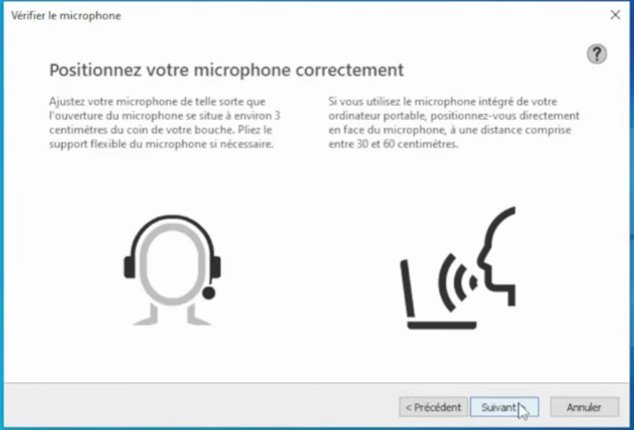 Vérifier le microphone
?
Positionnez votre microphone correctement
Ajustez votre microphone de telle sorte que
l'ouverture du microphone se situe à environ 3
centimètres du coin de votre bouche. Pliez le
support flexible du microphone si nécessaire.
Si vous utilisez le microphone intégré de votre
ordinateur portable, positionnez-vous directement
en face du microphone, à une distance comprise
entre 30 et 60 centimètres.
< Précédent
Suivant
Annuler